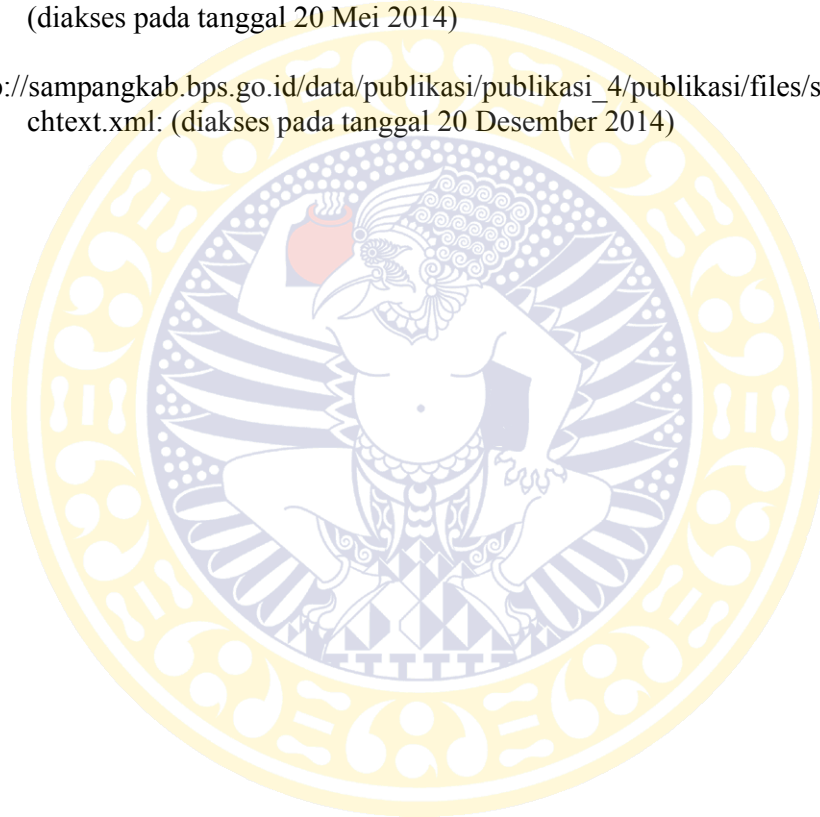 (diakses pada tanggal 20 Mei 2014)
://sampangkab.bps.go.id/data/publikasi/publikasi_4/publikasi/files/s
chtext.xml: (diakses pada tanggal 20 Desember 2014)